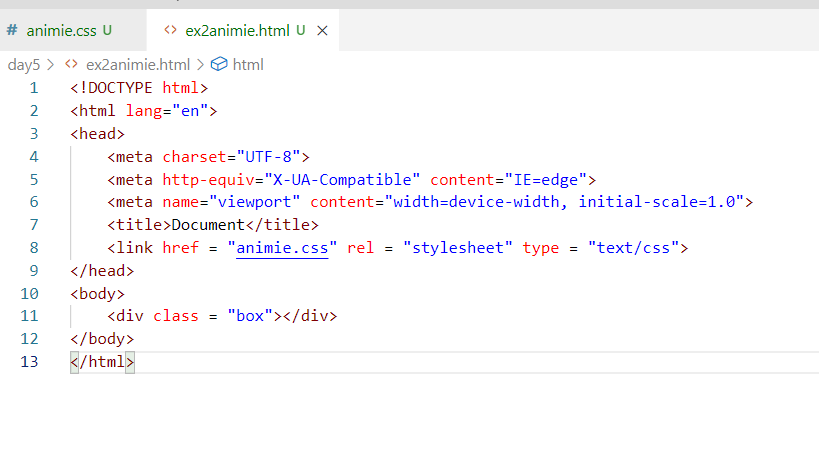 # animie.css U <> ex2animie.html U ×
day5 > <> ex2animie.html > html
1 <!DOCTYPE html>
2 <html lang="en">
3 <head>
4 <meta charset="UTF-8">
5 <meta http-equiv="X-UA-Compatible" content="IE=edge">
6 <meta name="viewport" content="width=device-width, initial-scale=1.0">
7 <title>Document</title>
8 <link href = "animie.css" rel = "stylesheet" type = "text/css">
9 </head>
10 <body>
11 <div class = "box"></div>
12 </body>
13 </html>